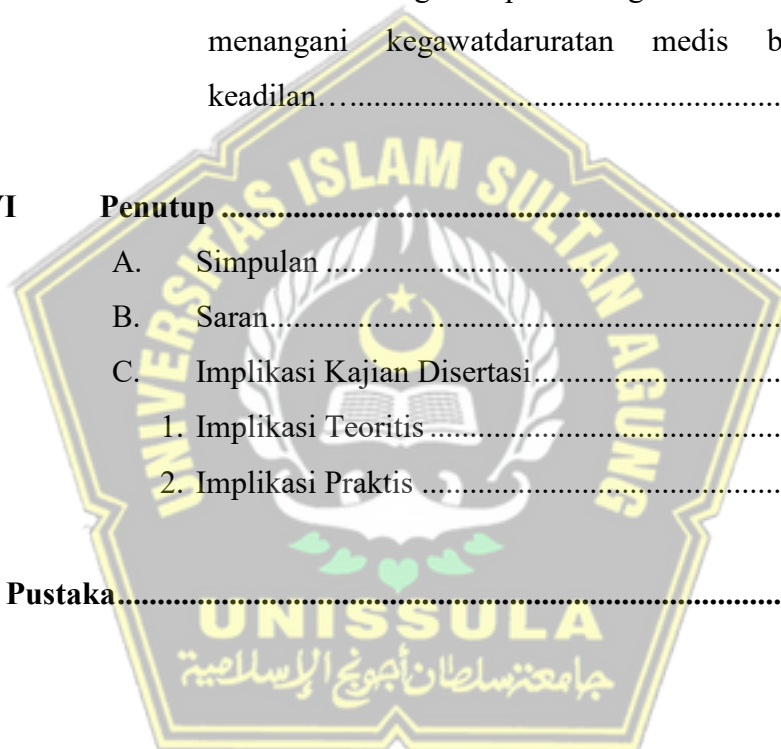 menangani kegawatdaruratan medis
keadilan….......................................................
VI Penutup.......................................................................
A. Simpulan.........................................................
B. Saran................................................................
C. Implikasi Kajian Disertasi...............................
1. Implikasi Teoritis............................................
2. Implikasi Praktis.............................................
Pustaka...................................................................................
UNIVERSITAS ISLAM SULTAN AGUNG
UNISSULA
جامعة سلطان أجونج الإسلامية